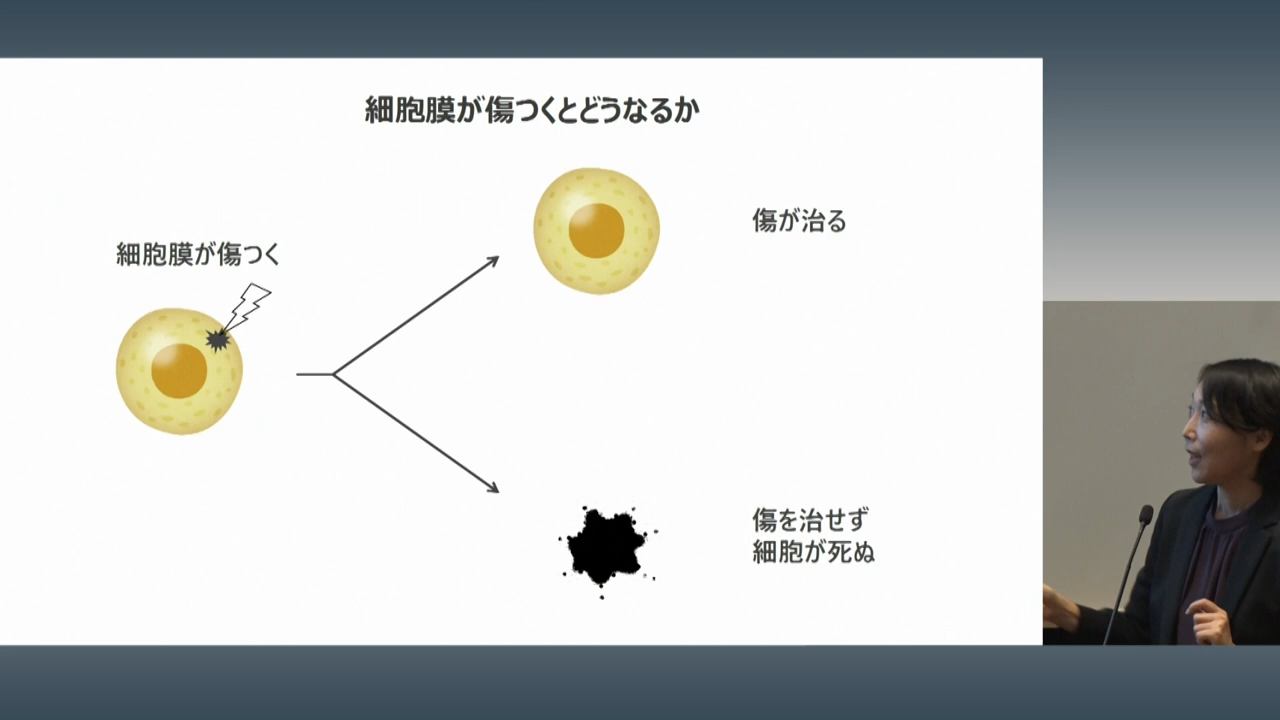 細胞膜が傷つくとどうなるか
細胞膜が傷つく
傷が治る
傷を治せず
細胞が死ぬ